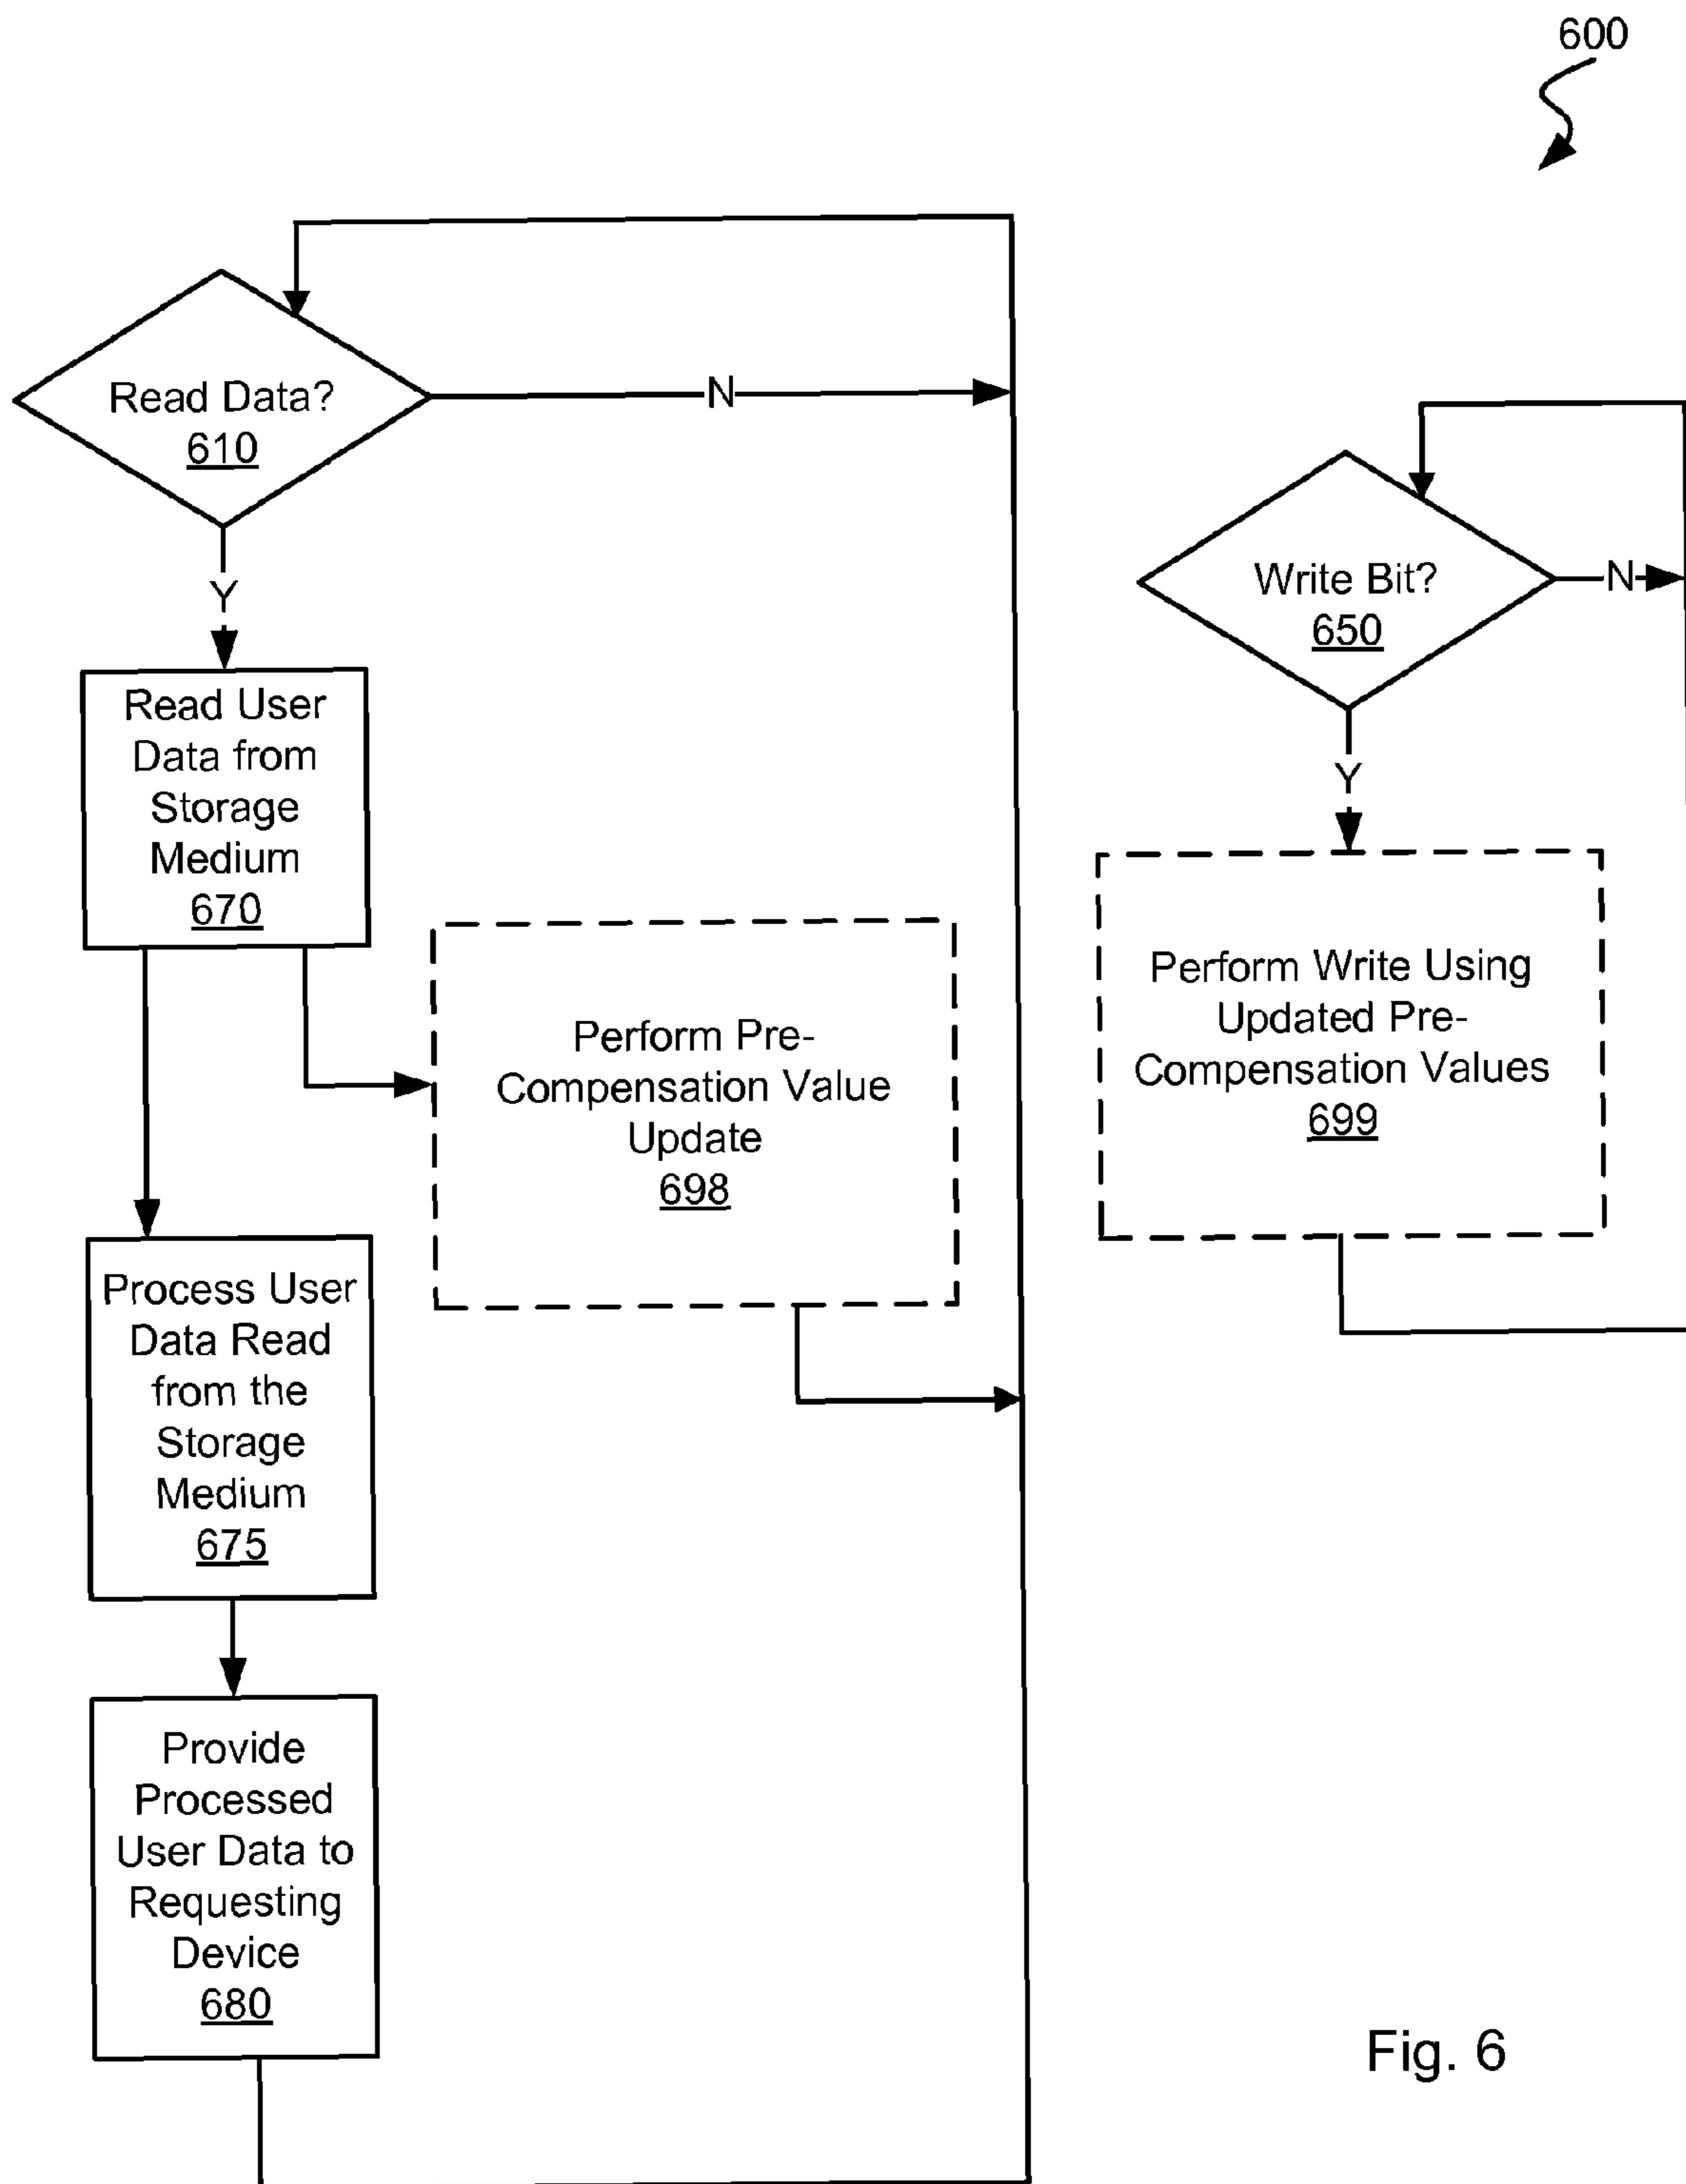 600
Read Data?
610
N
Y
Read User
Data from
Storage
Medium
670
Perform Pre-
Compensation Value
Update
698
Process User
Data Read
from the
Storage
Medium
675
Provide
Processed
User Data to
Requesting
Device
680
Write Bit?
650
N
Y
Perform Write Using
Updated Pre-
Compensation Values
699
Fig. 6